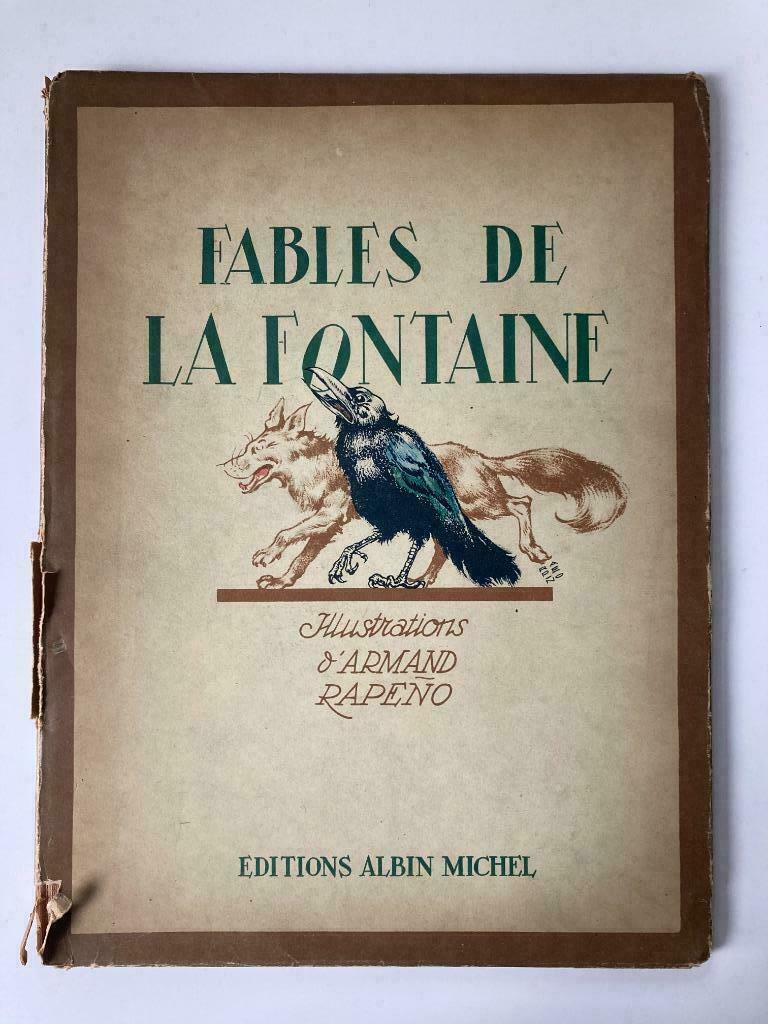 FABLES DE
LA FONTAINE
Illustrations
d'ARMAND
RAPEÑO
EDITIONS ALBIN MICHEL